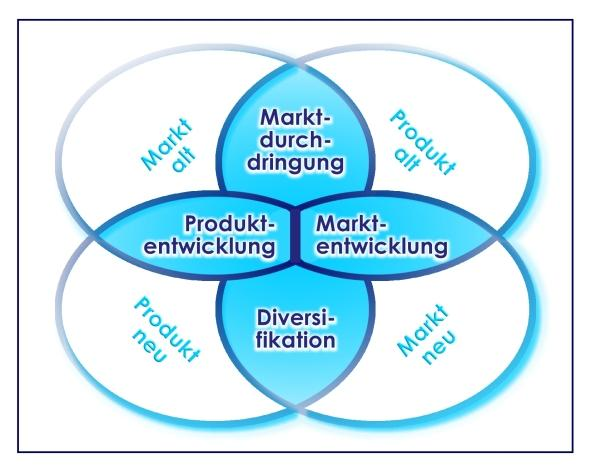 Markt-
durch-
dringung
Markt
alt
Produkt
alt
Produkt-
entwicklung
Markt-
entwicklung
Produkt
neu
Diversi-
fikation
Markt
neu